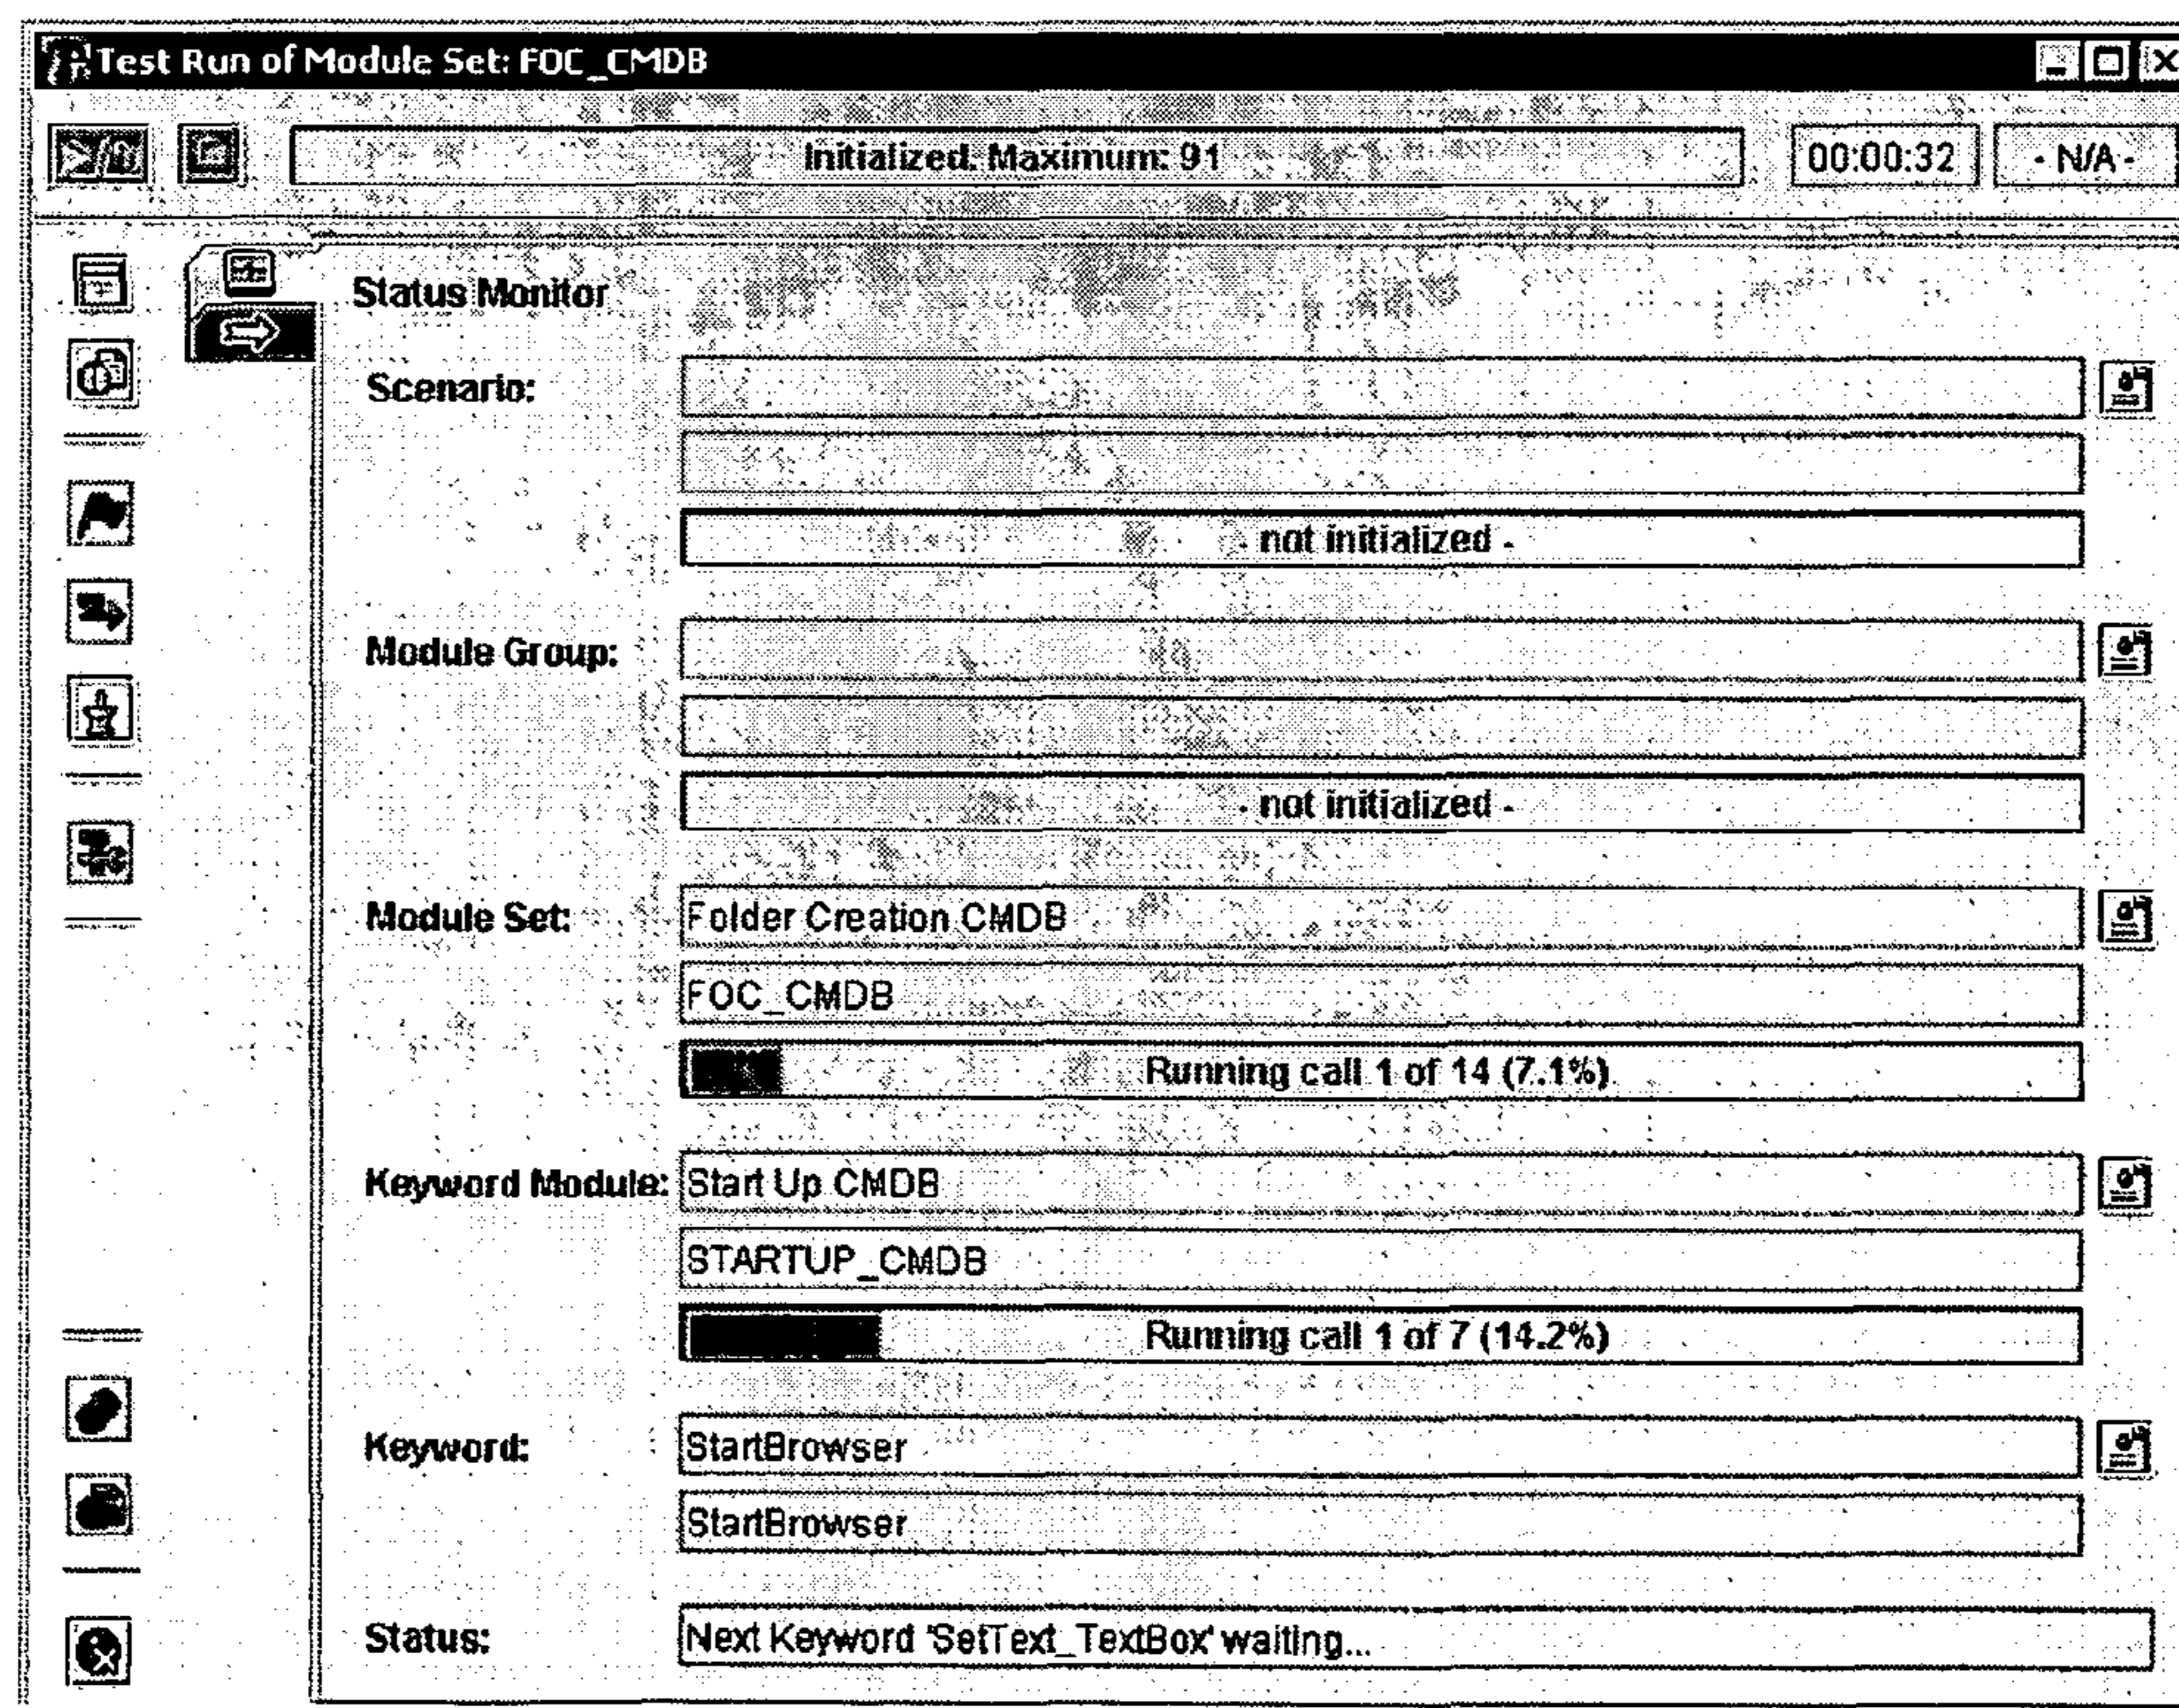 Test Run of Module Set: FOC_CMDB
Initialized. Maximum: 91
00:00:32
- N/A -
Status Monitor
Scenario:
- not initialized -
Module Group:
- not initialized -
Module Set:
Folder Creation CMDB
FOC_CMDB
Running call 1 of 14 (7.1%)
Keyword Module:
Start Up CMDB
STARTUP_CMDB
Running call 1 of 7 (14.2%)
Keyword:
StartBrowser
StartBrowser
Status:
Next Keyword 'SetText_TextBox' waiting...